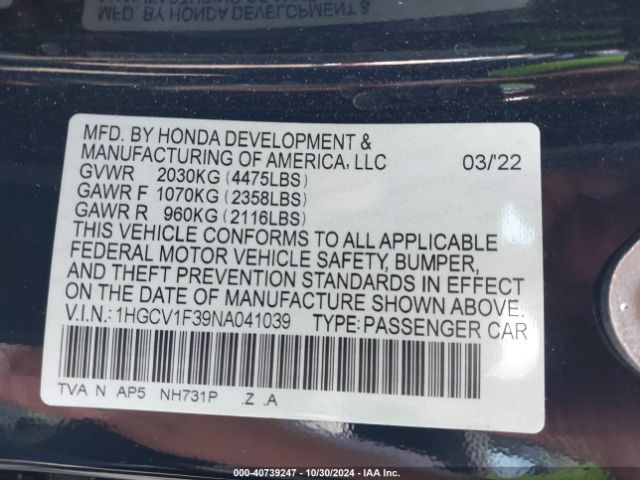 MFD. BY HONDA DEVELOPMENT &
MANUFACTURING OF AMERICA, LLC 03/'22
GVWR 2030KG (4475LBS)
GAWR F 1070KG (2358LBS)
GAWR R 960KG (2116LBS)
THIS VEHICLE CONFORMS TO ALL APPLICABLE
FEDERAL MOTOR VEHICLE SAFETY, BUMPER,
AND THEFT PREVENTION STANDARDS IN EFFECT
ON THE DATE OF MANUFACTURE SHOWN ABOVE.
V.I.N.: 1HGCV1F39NA041039 TYPE: PASSENGER CAR
TVA N AP5 NH731P .Z .A
000-40739247 - 10/30/2024 - IAA Inc.